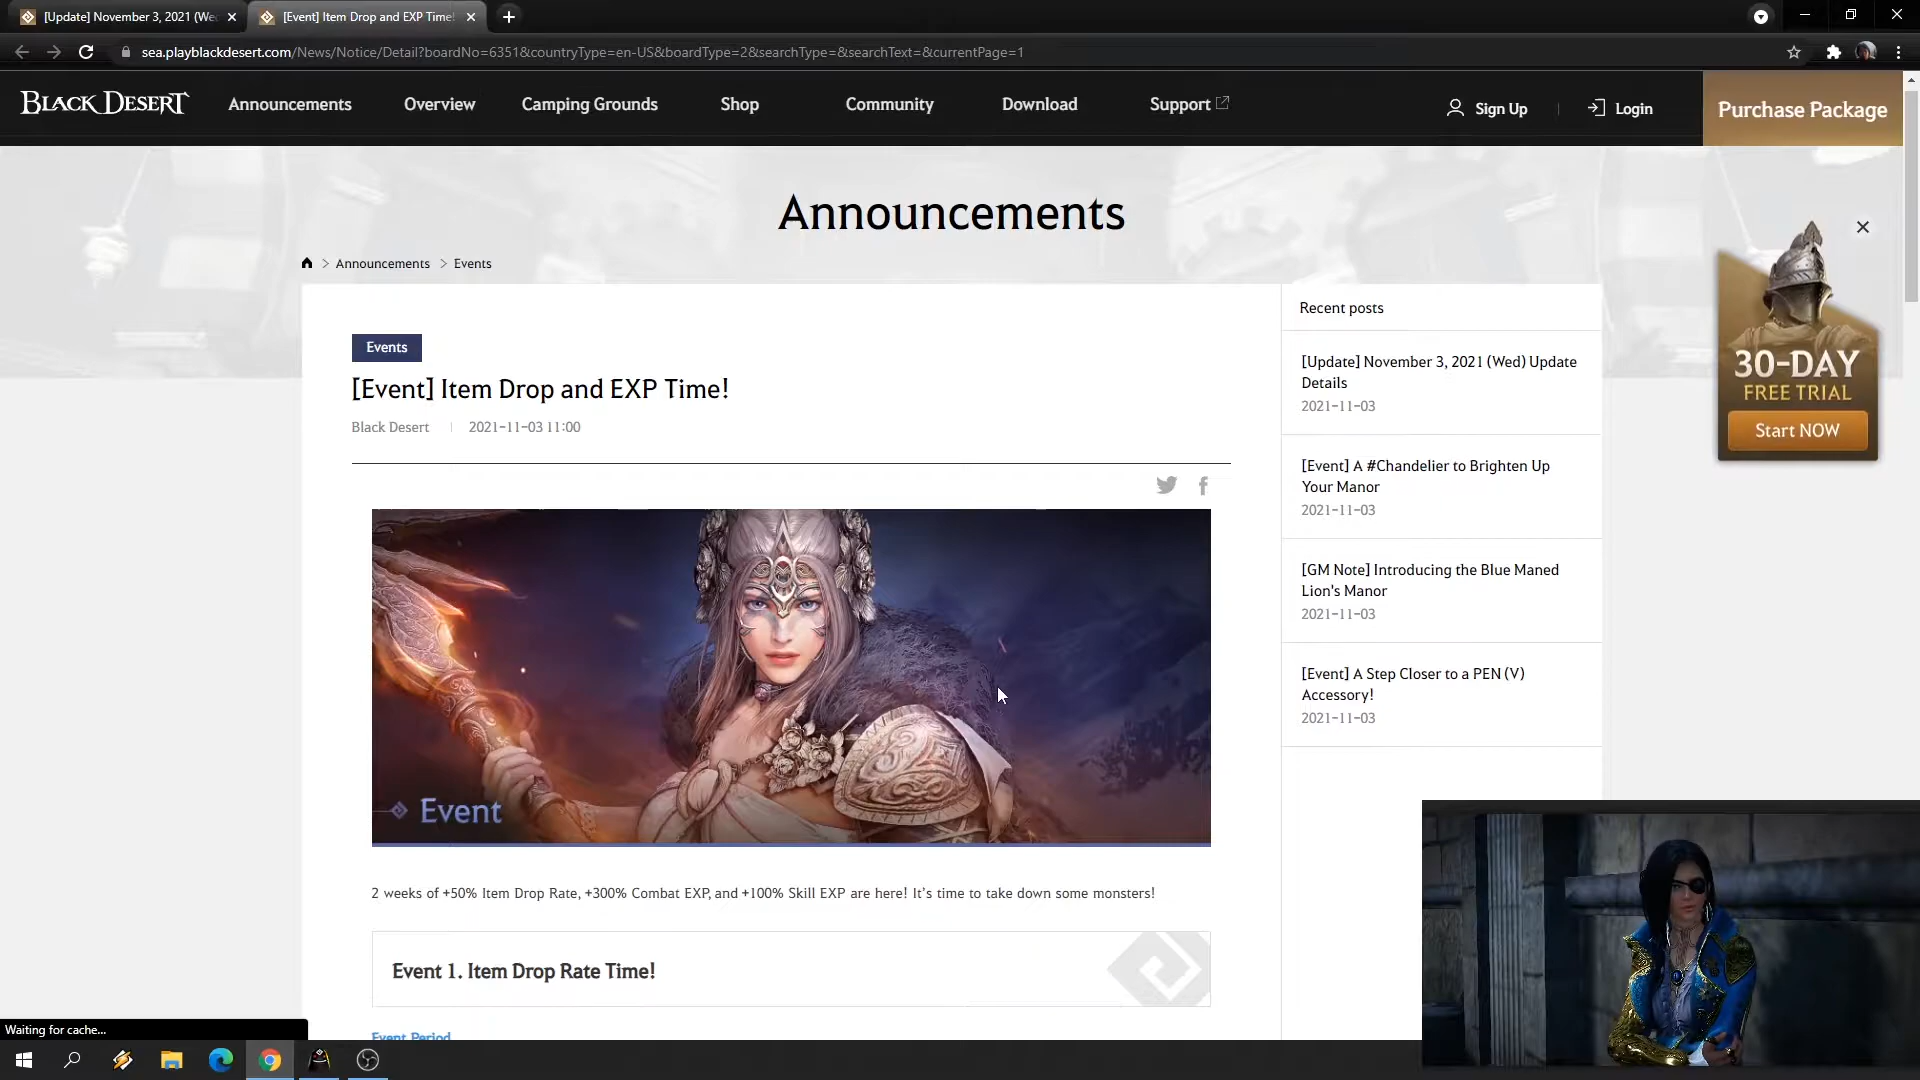 [Update] November 3, 2021 (We
[Event] Item Drop and EXP Time!
sea.playblackdesert.com/News/Notice/Detail?boardNo=6351&countryType=en-US&boardType=2&searchType=&searchText=&currentPage=1
BLACK DESERT
Announcements
Overview
Camping Grounds
Shop
Community
Download
Support
Sign Up
Login
Purchase Package
Announcements
Announcements
Events
Events
[Event] Item Drop and EXP Time!
Black Desert
2021-11-03 11:00
Event
2 weeks of +50% Item Drop Rate, +300% Combat EXP, and +100% Skill EXP are here! It's time to take down some monsters!
Event 1. Item Drop Rate Time!
Event Period
Recent posts
[Update] November 3, 2021 (Wed) Update
Details
2021-11-03
[Event] A #Chandelier to Brighten Up
Your Manor
2021-11-03
[GM Note] Introducing the Blue Maned
Lion's Manor
2021-11-03
[Event] A Step Closer to a PEN (V)
Accessory!
2021-11-03
30-DAY
FREE TRIAL
Start NOW
Waiting for cache...